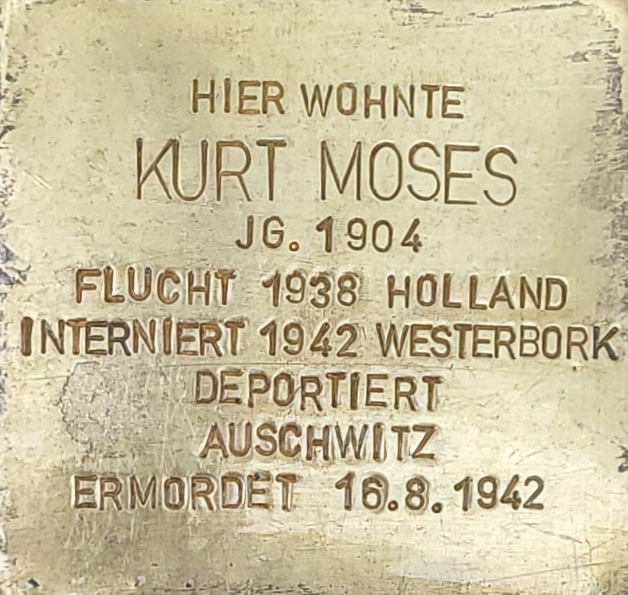 HIER WOHNTE
KURT MOSES
JG. 1904
FLUCHT 1938 HOLLAND
INTERNIERT 1942 WESTERBORK
DEPORTIERT
AUSCHWITZ
ERMORDET 16.8.1942